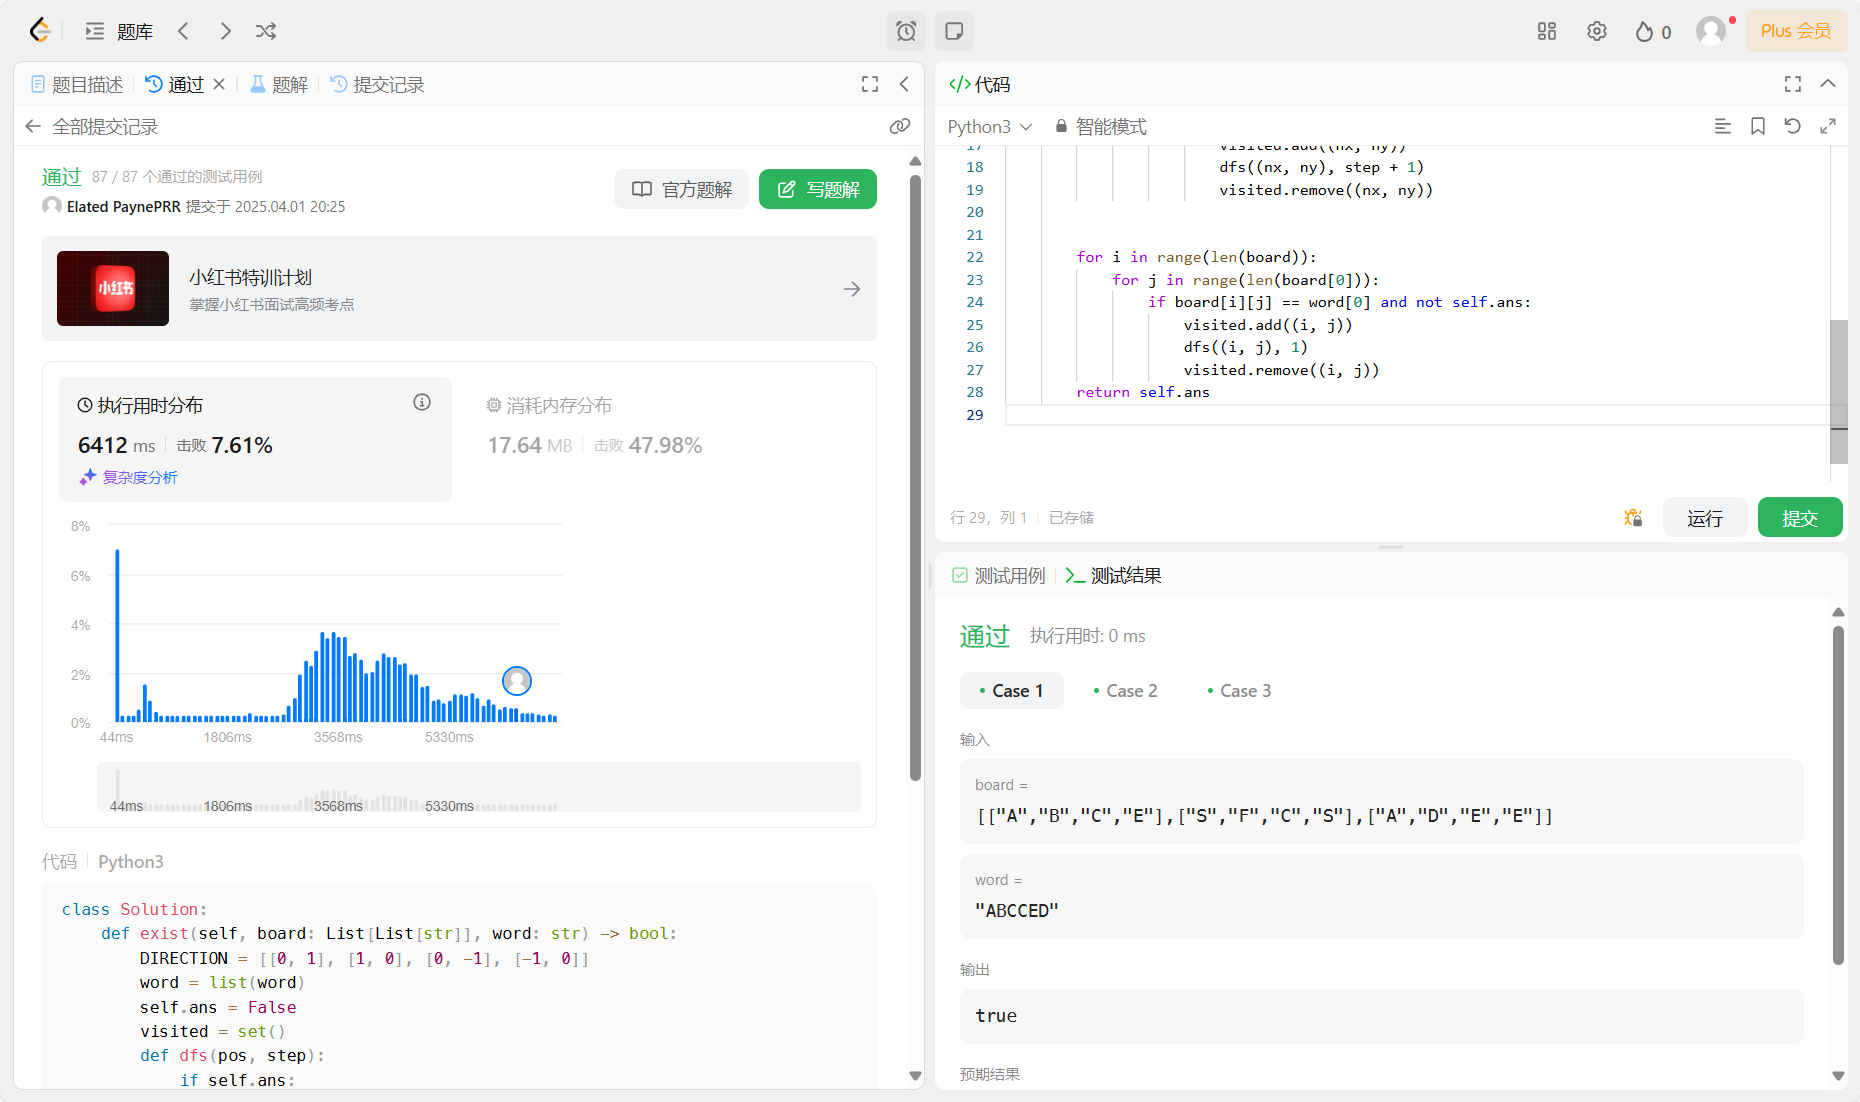 题库
0
Plus 会员
题目描述
通过
题解
提交记录
全部提交记录
通过 87 / 87 个通过的测试用例
Elated PaynePRR 提交于 2025.04.01 20:25
官方题解
写题解
小红书
小红书特训计划
掌握小红书面试高频考点
执行用时分布
6412 ms 击败 7.61%
复杂度分析
消耗内存分布
17.64 MB 击败 47.98%
8%
6%
4%
2%
0%
44ms 1806ms 3568ms 5330ms
44ms 1806ms 3568ms 5330ms
代码 Python3
class Solution:
    def exist(self, board: List[List[str]], word: str) -> bool:
        DIRECTION = [[0, 1], [1, 0], [0, -1], [-1, 0]]
        word = list(word)
        self.ans = False
        visited = set()
        def dfs(pos, step):
            if self.ans:
</> 代码
Python3 智能模式
17 visited.add((nx, ny))
18 dfs((nx, ny), step + 1)
19 visited.remove((nx, ny))
20
21
22 for i in range(len(board)):
23 for j in range(len(board[0])):
24 if board[i][j] == word[0] and not self.ans:
25 visited.add((i, j))
26 dfs((i, j), 1)
27 visited.remove((i, j))
28 return self.ans
29
行 29，列 1 已存储
运行
提交
测试用例
测试结果
通过 执行用时: 0 ms
Case 1 Case 2 Case 3
输入
board =
[["A","B","C","E"],["S","F","C","S"],["A","D","E","E"]]
word =
"ABCCED"
输出
true
预期结果